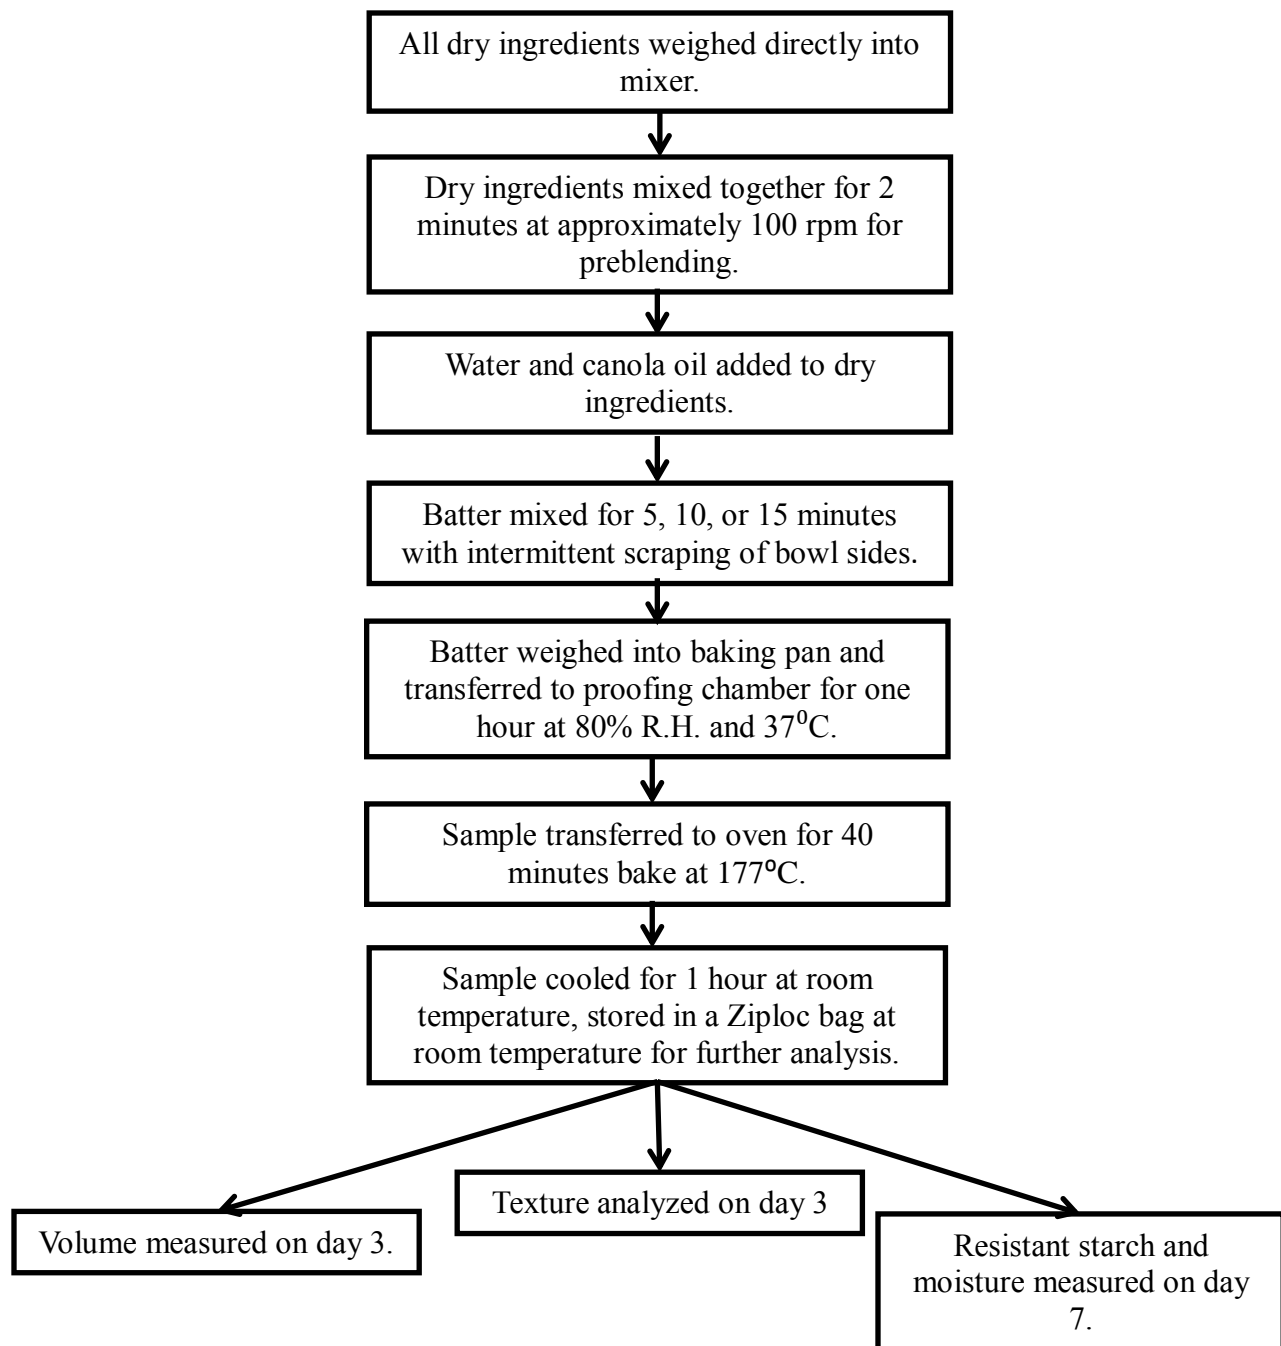 All dry ingredients weighed directly into
mixer.
Dry ingredients mixed together for 2
minutes at approximately 100 rpm for
preblending.
Water and canola oil added to dry
ingredients.
Batter mixed for 5, 10, or 15 minutes
with intermittent scraping of bowl sides.
Batter weighed into baking pan and
transferred to proofing chamber for one
hour at 80% R.H. and 37⁰C.
Sample transferred to oven for 40
minutes bake at 177⁰C.
Sample cooled for 1 hour at room
temperature, stored in a Ziploc bag at
room temperature for further analysis.
Volume measured on day 3.
Texture analyzed on day 3
Resistant starch and
moisture measured on day
7.